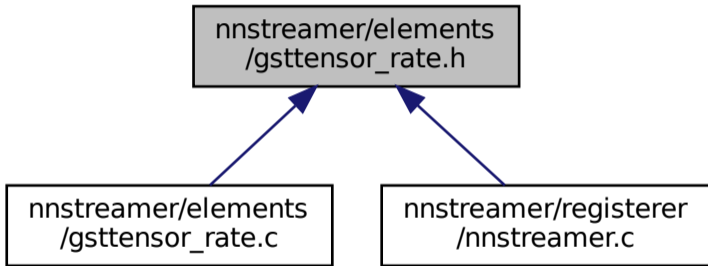 nnstreamer/elements
/gsttensor_rate.h
nnstreamer/elements
/gsttensor_rate.c
nnstreamer/registerer
/nnstreamer.c